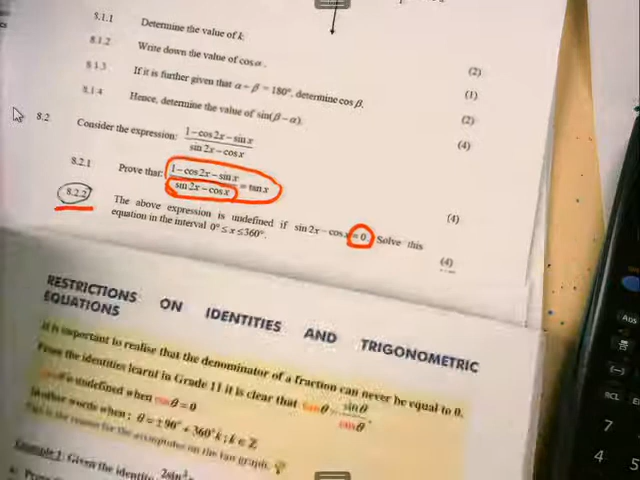 8.1.1 Determine the value of k
8.1.2 Write down the value of cos α. (2)
8.1.3 If it is further given that α − β = 180°, determine cos β. (1)
8.1.4 Hence, determine the value of sin(β − α). (2)
(4)
8.2 Consider the expression: 1−cos 2x−sin x / sin 2x−cos x
8.2.1 Prove that: 1−cos 2x−sin x / sin 2x−cos x = tan x
(4)
8.2.2 The above expression is undefined if sin 2x − cos x = 0. Solve this
equation in the interval 0° ≤ x ≤ 360°.
(4)
RESTRICTIONS ON IDENTITIES AND TRIGONOMETRIC
EQUATIONS
It is important to realise that the denominator of a fraction can never be equal to 0.
From the identities learnt in Grade 11 it is clear that tan θ = sin θ / cos θ.
is undefined when cos θ = 0
In other words when: θ = ±90° + 360°k ; k ∈ Z
This is the reason for the asymptotes on the tan graph.
Example 1: Given the identity
Ans
(−)
RCL
7
4
5